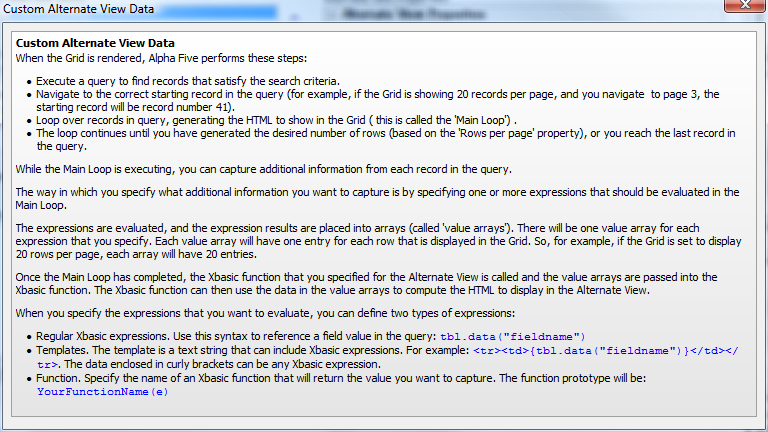 Custom Alternate View Data
Custom Alternate View Data
When the Grid is rendered, Alpha Five performs these steps:
• Execute a query to find records that satisfy the search criteria.
• Navigate to the correct starting record in the query (for example, if the Grid is showing 20 records per page, and you navigate to page 3, the
starting record will be record number 41).
• Loop over records in query, generating the HTML to show in the Grid ( this is called the 'Main Loop') .
• The loop continues until you have generated the desired number of rows (based on the 'Rows per page' property), or you reach the last record in
the query.
While the Main Loop is executing, you can capture additional information from each record in the query.
The way in which you specify what additional information you want to capture is by specifying one or more expressions that should be evaluated in the
Main Loop.
The expressions are evaluated, and the expression results are placed into arrays (called 'value arrays'). There will be one value array for each
expression that you specify. Each value array will have one entry for each row that is displayed in the Grid. So, for example, if the Grid is set to display
20 rows per page, each array will have 20 entries.
Once the Main Loop has completed, the Xbasic function that you specified for the Alternate View is called and the value arrays are passed into the
Xbasic function. The Xbasic function can then use the data in the value arrays to compute the HTML to display in the Alternate View.
When you specify the expressions that you want to evaluate, you can define two types of expressions:
• Regular Xbasic expressions. Use this syntax to reference a field value in the query: tbl.data("fieldname")
• Templates. The template is a text string that can include Xbasic expressions. For example: <tr><td>{tbl.data("fieldname")}</td></
tr>. The data enclosed in curly brackets can be any Xbasic expression.
• Function. Specify the name of an Xbasic function that will return the value you want to capture. The function prototype will be:
YourFunctionName(e)